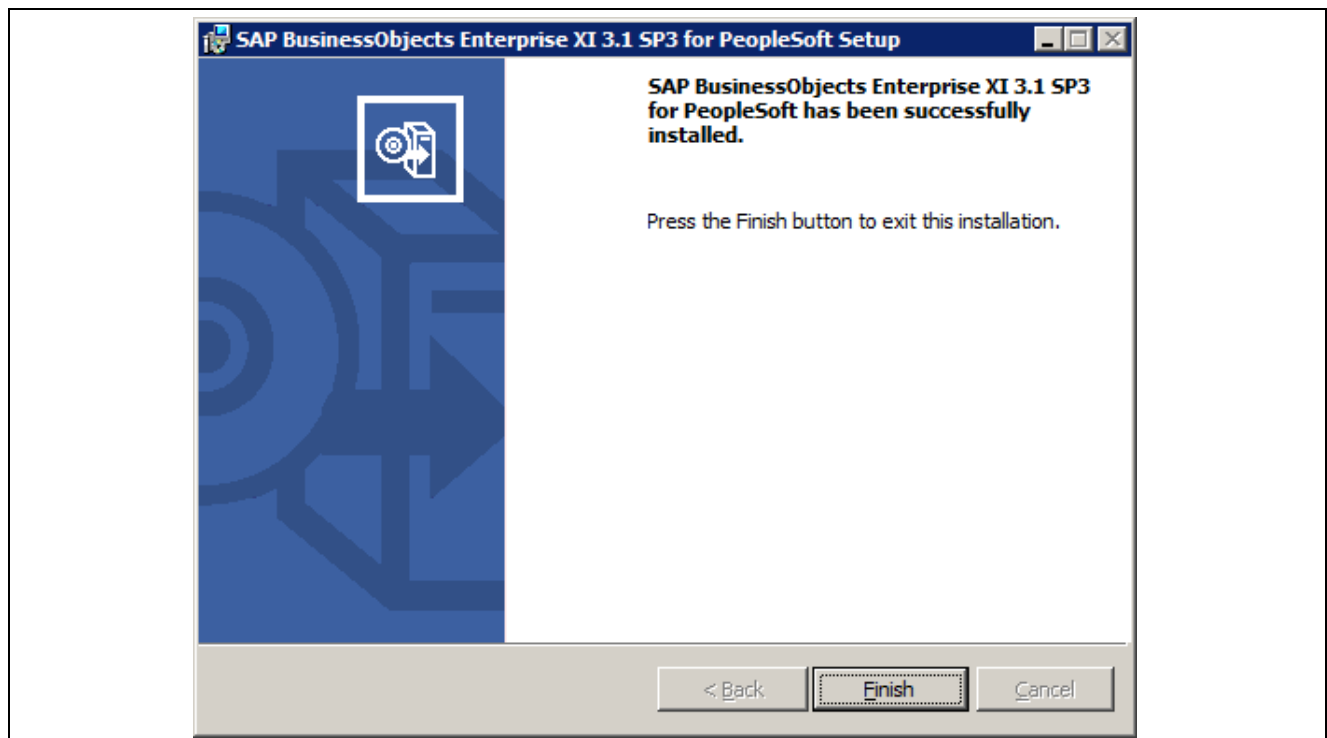 SAP BusinessObjects Enterprise XI 3.1 SP3 for PeopleSoft Setup
SAP BusinessObjects Enterprise XI 3.1 SP3
for PeopleSoft has been successfully
installed.
Press the Finish button to exit this installation.
< Back
Finish
Cancel